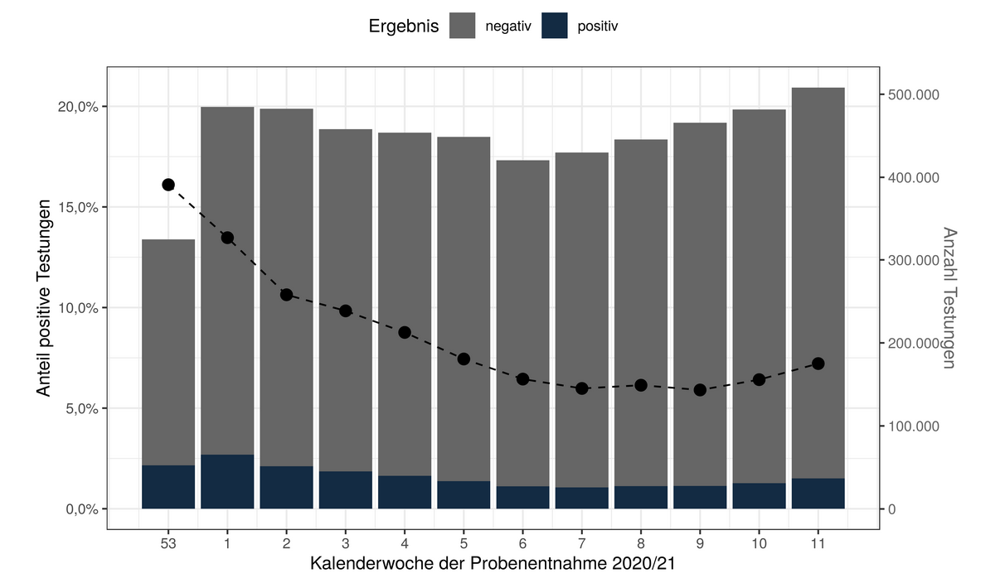 Ergebnis negativ positiv
20,0%
15,0%
10,0%
5,0%
0,0%
Anteil positive Testungen
500.000
400.000
300.000
200.000
100.000
0
Anzahl Testungen
53 1 2 3 4 5 6 7 8 9 10 11
Kalenderwoche der Probenentnahme 2020/21